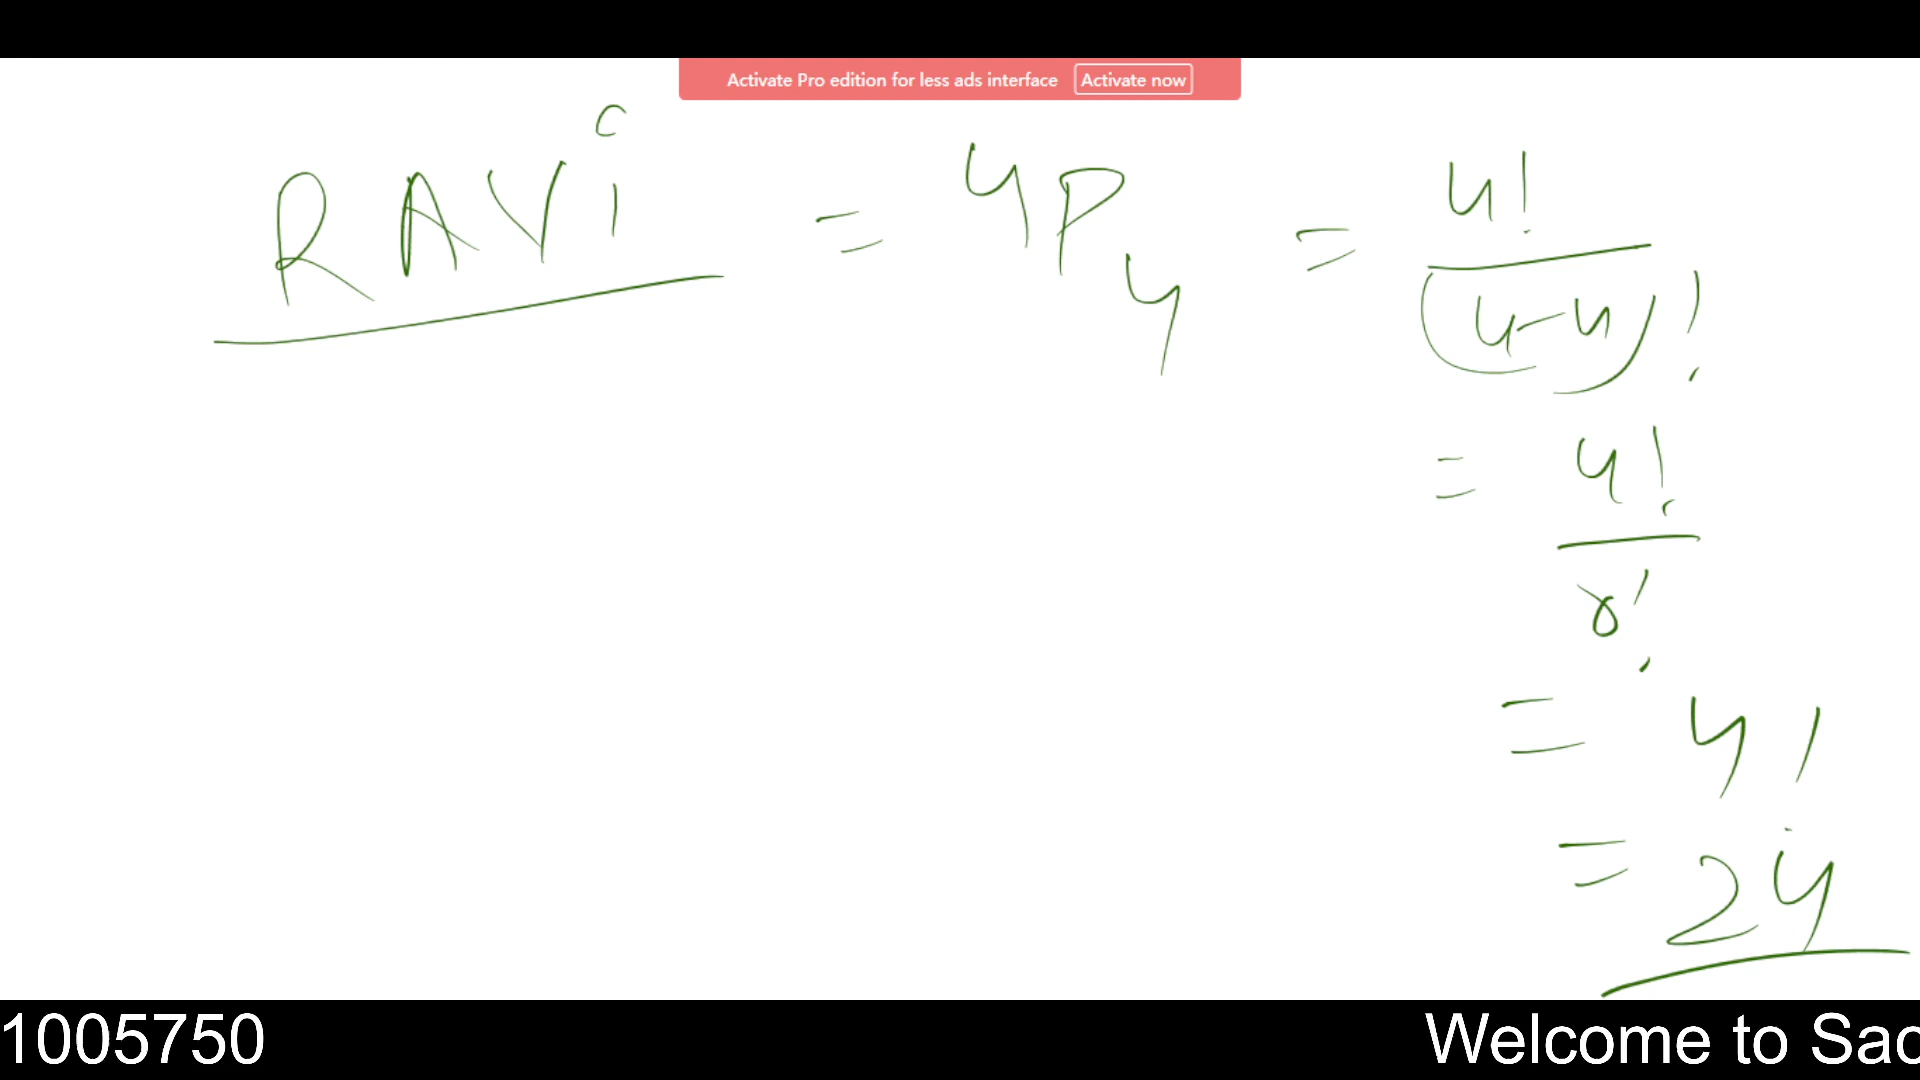 Activate Pro edition for less ads interface Activate now
RAVi = 4P4 = 4!
(4-4)!
= 4!
0!
= 4!
= 24
1005750 Welcome to Sac